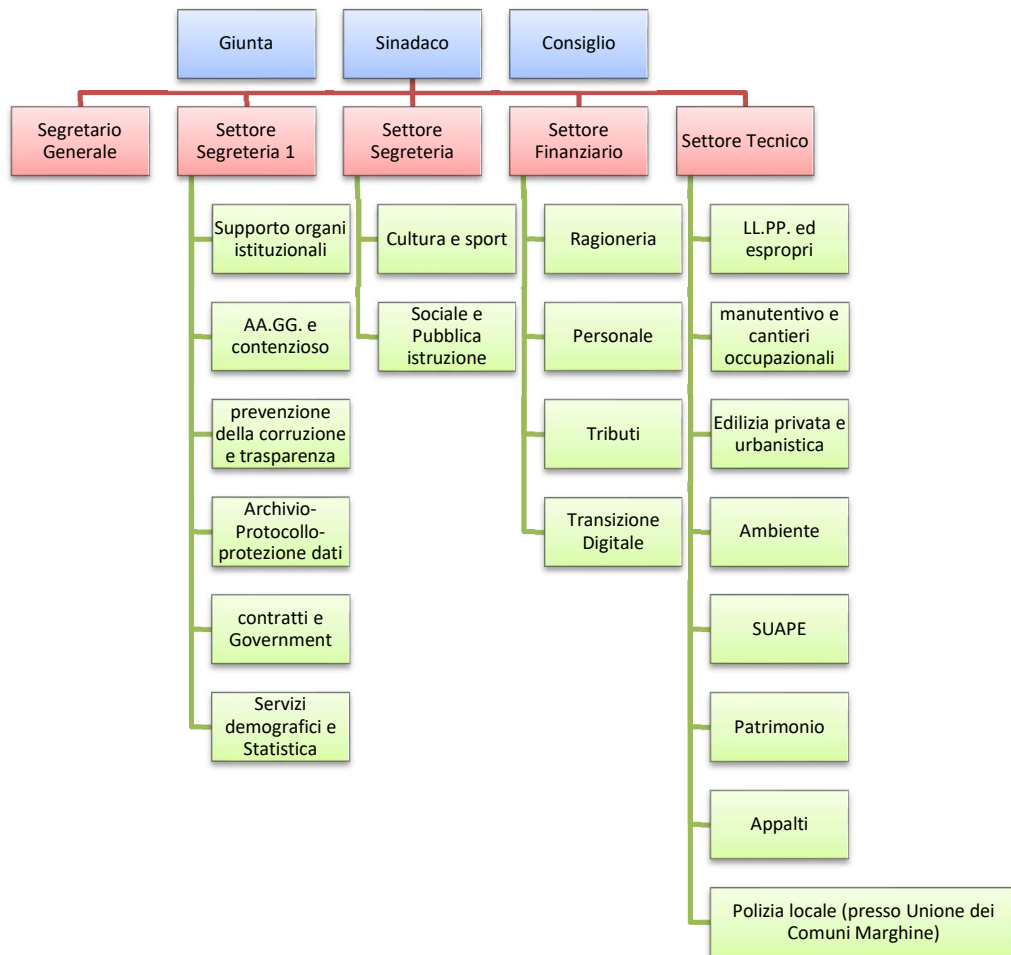 Giunta
Sinadaco
Consiglio
Segretario
Generale
Settore
Segreteria 1
Settore
Segreteria
Settore
Finanziario
Settore Tecnico
Supporto organi
istituzionali
AA.GG. e
contenzioso
prevenzione
della corruzione
e trasparenza
Archivio-
Protocollo-
protezione dati
contratti e
Government
Servizi
demografici e
Statistica
Cultura e sport
Sociale e
Pubblica
istruzione
Ragioneria
Personale
Tributi
Transizione
Digitale
LL.PP. ed
espropri
manutentivo e
cantieri
occupazionali
Edilizia privata e
urbanistica
Ambiente
SUAPE
Patrimonio
Appalti
Polizia locale (presso Unione dei
Comuni Marghine)